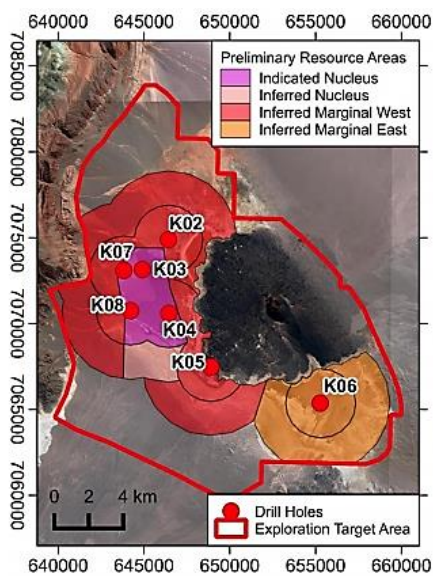 640000 645000 650000 655000 660000
7085000
7080000
7075000
7070000
7065000
7060000
Preliminary Resource Areas
Indicated Nucleus
Inferred Nucleus
Inferred Marginal West
Inferred Marginal East
K02
K07
K03
K08
K04
K05
K06
0 2 4 km
Drill Holes
Exploration Target Area
640000 645000 650000 655000 660000